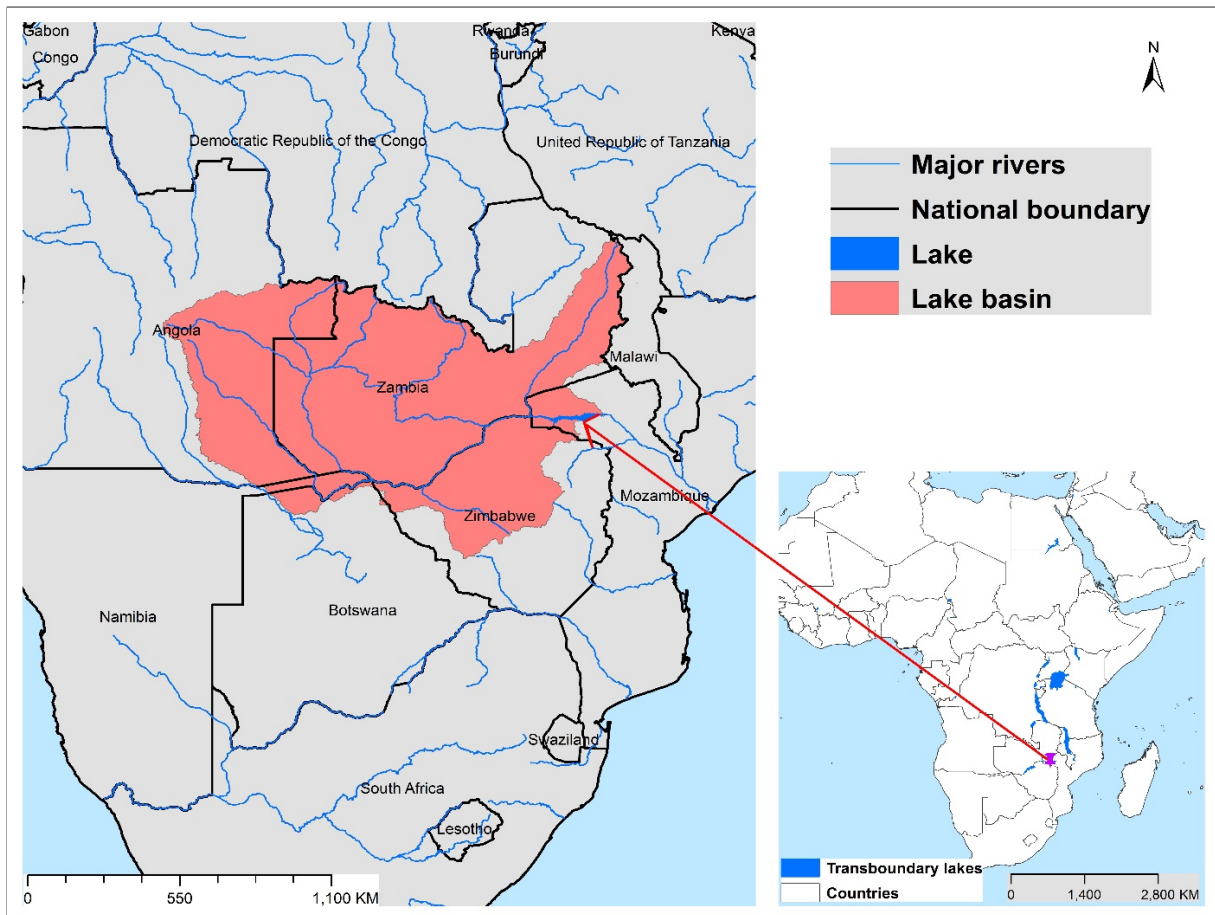 Gabon
Congo
Rwanda
Burundi
Kenya
Democratic Republic of the Congo
United Republic of Tanzania
Angola
Zambia
Malawi
Mozambique
Zimbabwe
Namibia
Botswana
Swaziland
South Africa
Lesotho
0 550 1,100 KM
N
Major rivers
National boundary
Lake
Lake basin
Transboundary lakes
Countries
0 1,400 2,800 KM